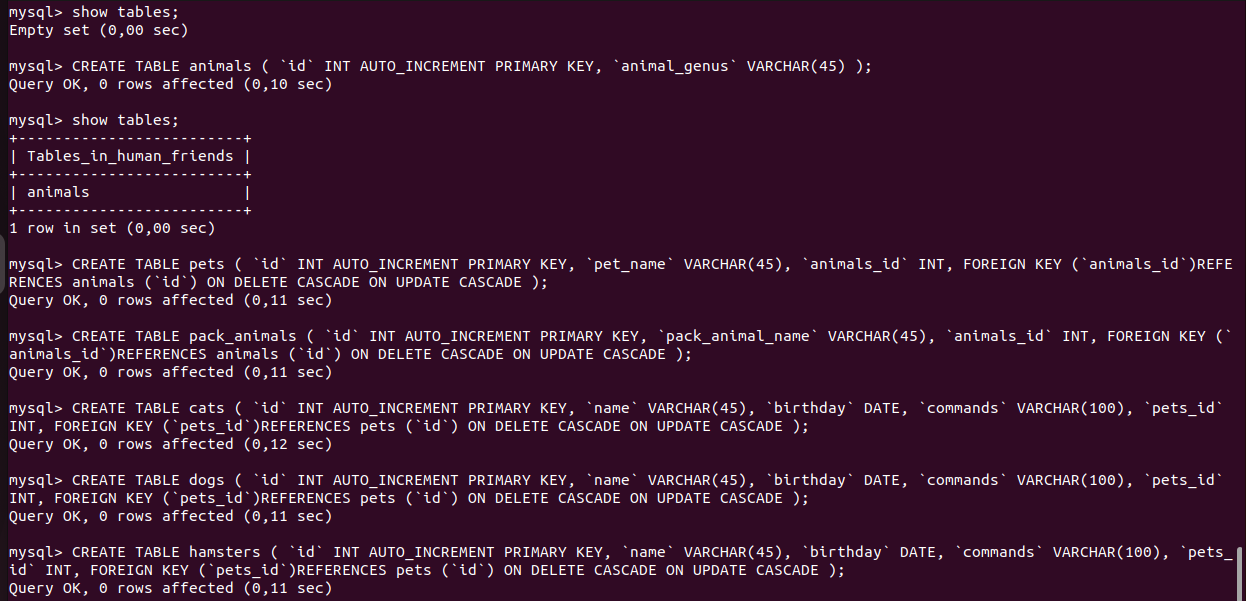 mysql> show tables;
Empty set (0,00 sec)
mysql> CREATE TABLE animals ( `id` INT AUTO_INCREMENT PRIMARY KEY, `animal_genus` VARCHAR(45) );
Query OK, 0 rows affected (0,10 sec)
mysql> show tables;
+-------------------------+
| Tables_in_human_friends |
+-------------------------+
| animals                 |
+-------------------------+
1 row in set (0,00 sec)
mysql> CREATE TABLE pets ( `id` INT AUTO_INCREMENT PRIMARY KEY, `pet_name` VARCHAR(45), `animals_id` INT, FOREIGN KEY (`animals_id`)REFE
RENCES animals (`id`) ON DELETE CASCADE ON UPDATE CASCADE );
Query OK, 0 rows affected (0,11 sec)
mysql> CREATE TABLE pack_animals ( `id` INT AUTO_INCREMENT PRIMARY KEY, `pack_animal_name` VARCHAR(45), `animals_id` INT, FOREIGN KEY (`
animals_id`)REFERENCES animals (`id`) ON DELETE CASCADE ON UPDATE CASCADE );
Query OK, 0 rows affected (0,11 sec)
mysql> CREATE TABLE cats ( `id` INT AUTO_INCREMENT PRIMARY KEY, `name` VARCHAR(45), `birthday` DATE, `commands` VARCHAR(100), `pets_id`
INT, FOREIGN KEY (`pets_id`)REFERENCES pets (`id`) ON DELETE CASCADE ON UPDATE CASCADE );
Query OK, 0 rows affected (0,12 sec)
mysql> CREATE TABLE dogs ( `id` INT AUTO_INCREMENT PRIMARY KEY, `name` VARCHAR(45), `birthday` DATE, `commands` VARCHAR(100), `pets_id`
INT, FOREIGN KEY (`pets_id`)REFERENCES pets (`id`) ON DELETE CASCADE ON UPDATE CASCADE );
Query OK, 0 rows affected (0,11 sec)
mysql> CREATE TABLE hamsters ( `id` INT AUTO_INCREMENT PRIMARY KEY, `name` VARCHAR(45), `birthday` DATE, `commands` VARCHAR(100), `pets_
id` INT, FOREIGN KEY (`pets_id`)REFERENCES pets (`id`) ON DELETE CASCADE ON UPDATE CASCADE );
Query OK, 0 rows affected (0,11 sec)